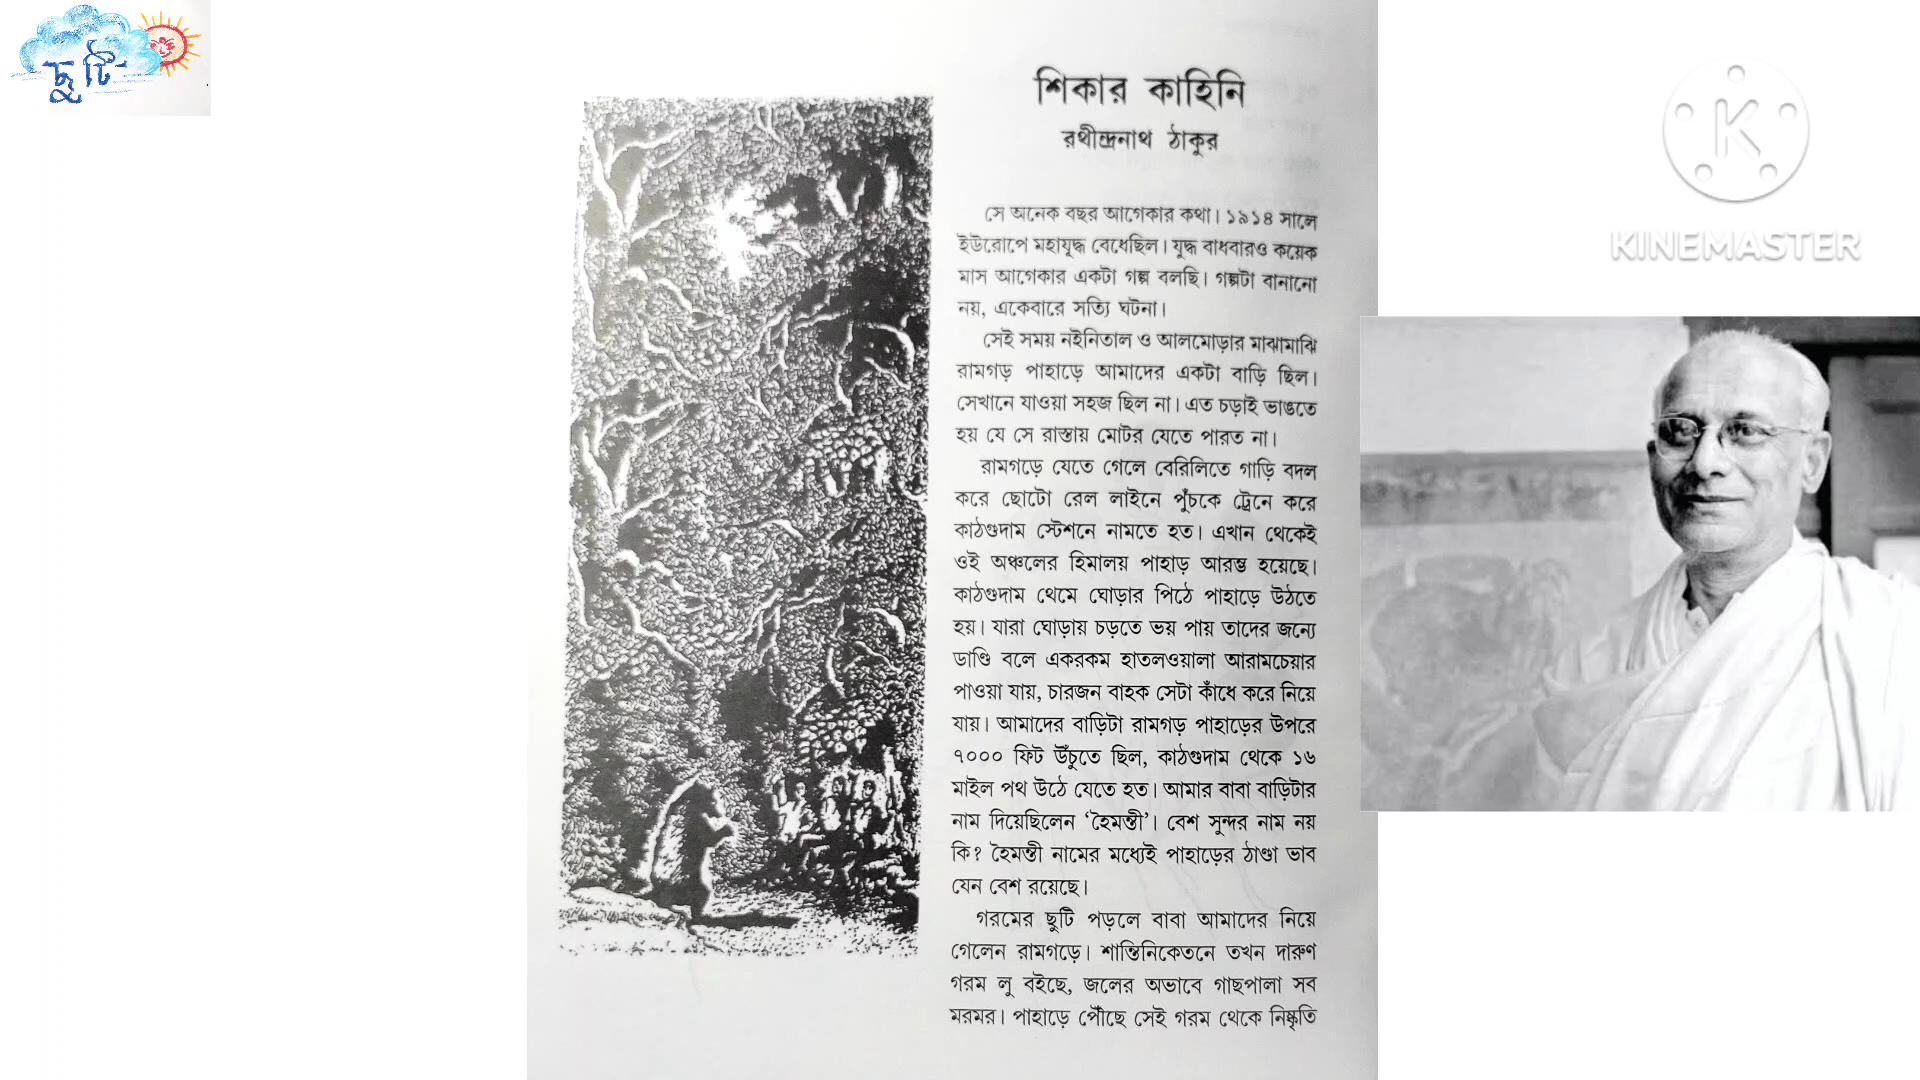 ছুটি
শিকার কাহিনি
রথীন্দ্রনাথ ঠাকুর
সে অনেক বছর আগেকার কথা। ১৯১৪ সালে
ইউরোপে মহাযুদ্ধ বেধেছিল। যুদ্ধ বাধবারও কয়েক
মাস আগেকার একটা গল্প বলছি। গল্পটা বানানো
নয়, একেবারে সত্যি ঘটনা।
সেই সময় নইনিতাল ও আলমোড়ার মাঝামাঝি
রামগড় পাহাড়ে আমাদের একটা বাড়ি ছিল।
সেখানে যাওয়া সহজ ছিল না। এত চড়াই ভাঙতে
হয় যে সে রাস্তায় মোটর যেতে পারত না।
রামগড়ে যেতে গেলে বেরিলিতে গাড়ি বদল
করে ছোটো রেল লাইনে পুঁচকে ট্রেনে করে
কাঠগুদাম স্টেশনে নামতে হত। এখান থেকেই
ওই অঞ্চলের হিমালয় পাহাড় আরম্ভ হয়েছে।
কাঠগুদাম থেমে ঘোড়ার পিঠে পাহাড়ে উঠতে
হয়। যারা ঘোড়ায় চড়তে ভয় পায় তাদের জন্যে
ডাণ্ডি বলে একরকম হাতলওয়ালা আরামচেয়ার
পাওয়া যায়, চারজন বাহক সেটা কাঁধে করে নিয়ে
যায়। আমাদের বাড়িটা রামগড় পাহাড়ের উপরে
৭০০০ ফিট উঁচুতে ছিল, কাঠগুদাম থেকে ১৬
মাইল পথ উঠে যেতে হত। আমার বাবা বাড়িটার
নাম দিয়েছিলেন ‘হৈমন্তী’। বেশ সুন্দর নাম নয়
কি? হৈমন্তী নামের মধ্যেই পাহাড়ের ঠাণ্ডা ভাব
যেন বেশ রয়েছে।
গরমের ছুটি পড়লে বাবা আমাদের নিয়ে
গেলেন রামগড়ে। শান্তিনিকেতনে তখন দারুণ
গরম লু বইছে, জলের অভাবে গাছপালা সব
মরমর। পাহাড়ে পৌঁছে সেই গরম থেকে নিষ্কৃতি
K
KINEMASTER